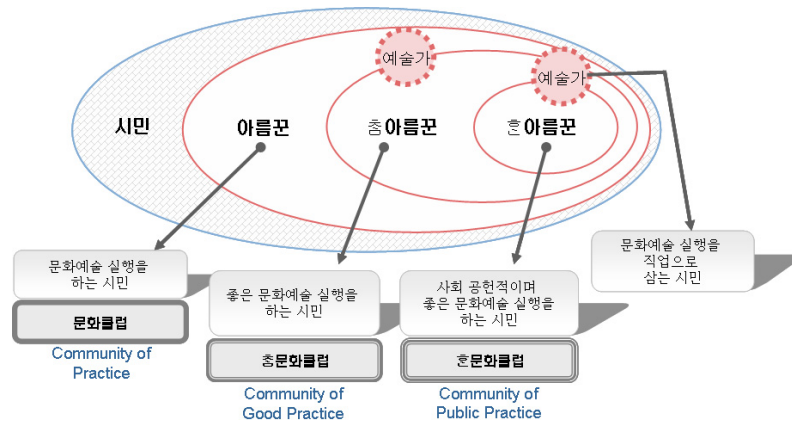 예술가
예술가
시민
아름꾼
춤아름꾼
흔아름꾼
문화예술 실행을
하는 시민
문화클럽
Community of
Practice
좋은 문화예술 실행을
하는 시민
춤문화클럽
Community of
Good Practice
사회 공헌적이며
좋은 문화예술 실행을
하는 시민
흔문화클럽
Community of
Public Practice
문화예술 실행을
직업으로
삼는 시민